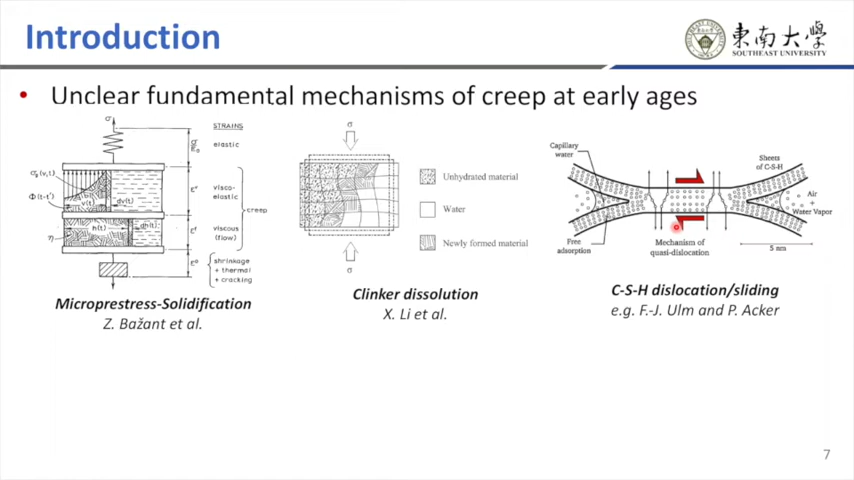 Introduction
東南大學
SOUTHEAST UNIVERSITY
• Unclear fundamental mechanisms of creep at early ages
σ
STRAINS
elastic
visco-
elastic
creep
viscous
(flow)
shrinkage
+ thermal
+ cracking
v(t)
dv(t)
h(t)
dh(t)
η
Microprestress-Solidification
Z. Bažant et al.
σ
Unhydrated material
Water
Newly formed material
σ
Clinker dissolution
X. Li et al.
Capillary
water
Sheets
of C-S-H
Air
+
Water Vapor
Free
adsorption
Mechanism of
quasi-dislocation
5 nm
C-S-H dislocation/sliding
e.g. F.-J. Ulm and P. Acker
7